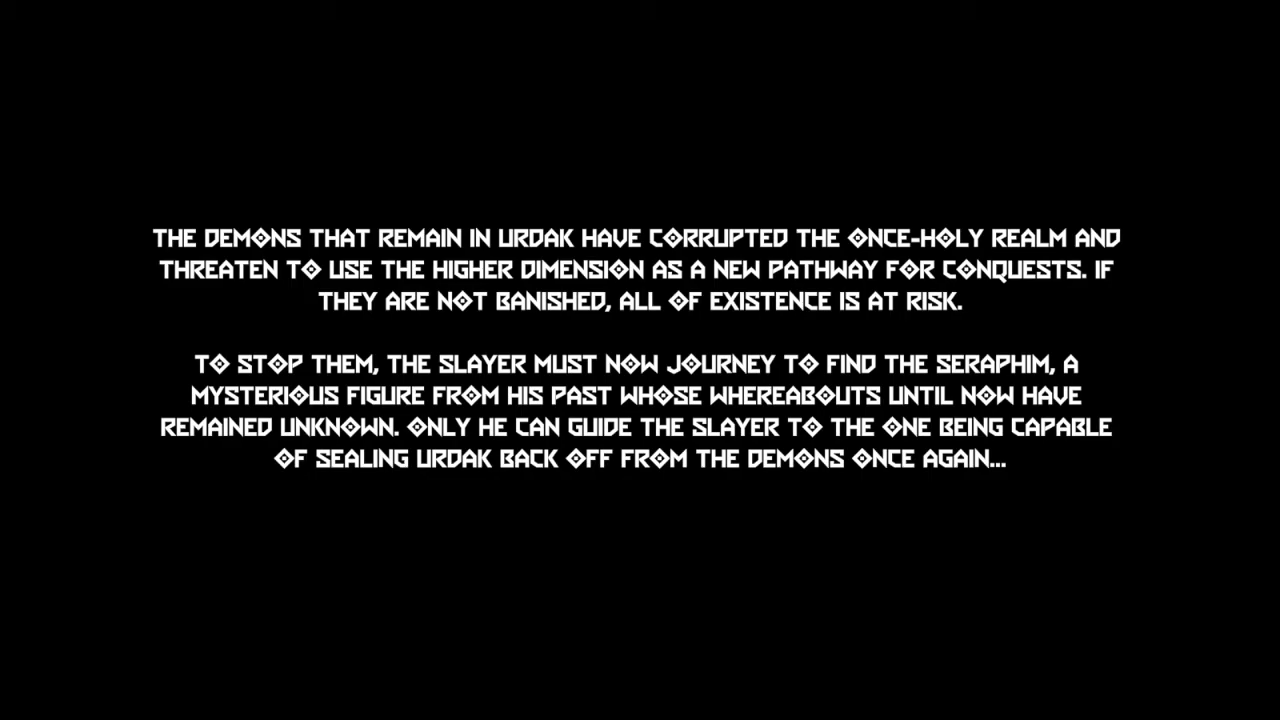 THE DEMONS THAT REMAIN IN URDAK HAVE CORRUPTED THE ONCE-HOLY REALM AND
THREATEN TO USE THE HIGHER DIMENSION AS A NEW PATHWAY FOR CONQUESTS. IF
THEY ARE NOT BANISHED, ALL OF EXISTENCE IS AT RISK.
TO STOP THEM, THE SLAYER MUST NOW JOURNEY TO FIND THE SERAPHIM, A
MYSTERIOUS FIGURE FROM HIS PAST WHOSE WHEREABOUTS UNTIL NOW HAVE
REMAINED UNKNOWN. ONLY HE CAN GUIDE THE SLAYER TO THE ONE BEING CAPABLE
OF SEALING URDAK BACK OFF FROM THE DEMONS ONCE AGAIN...